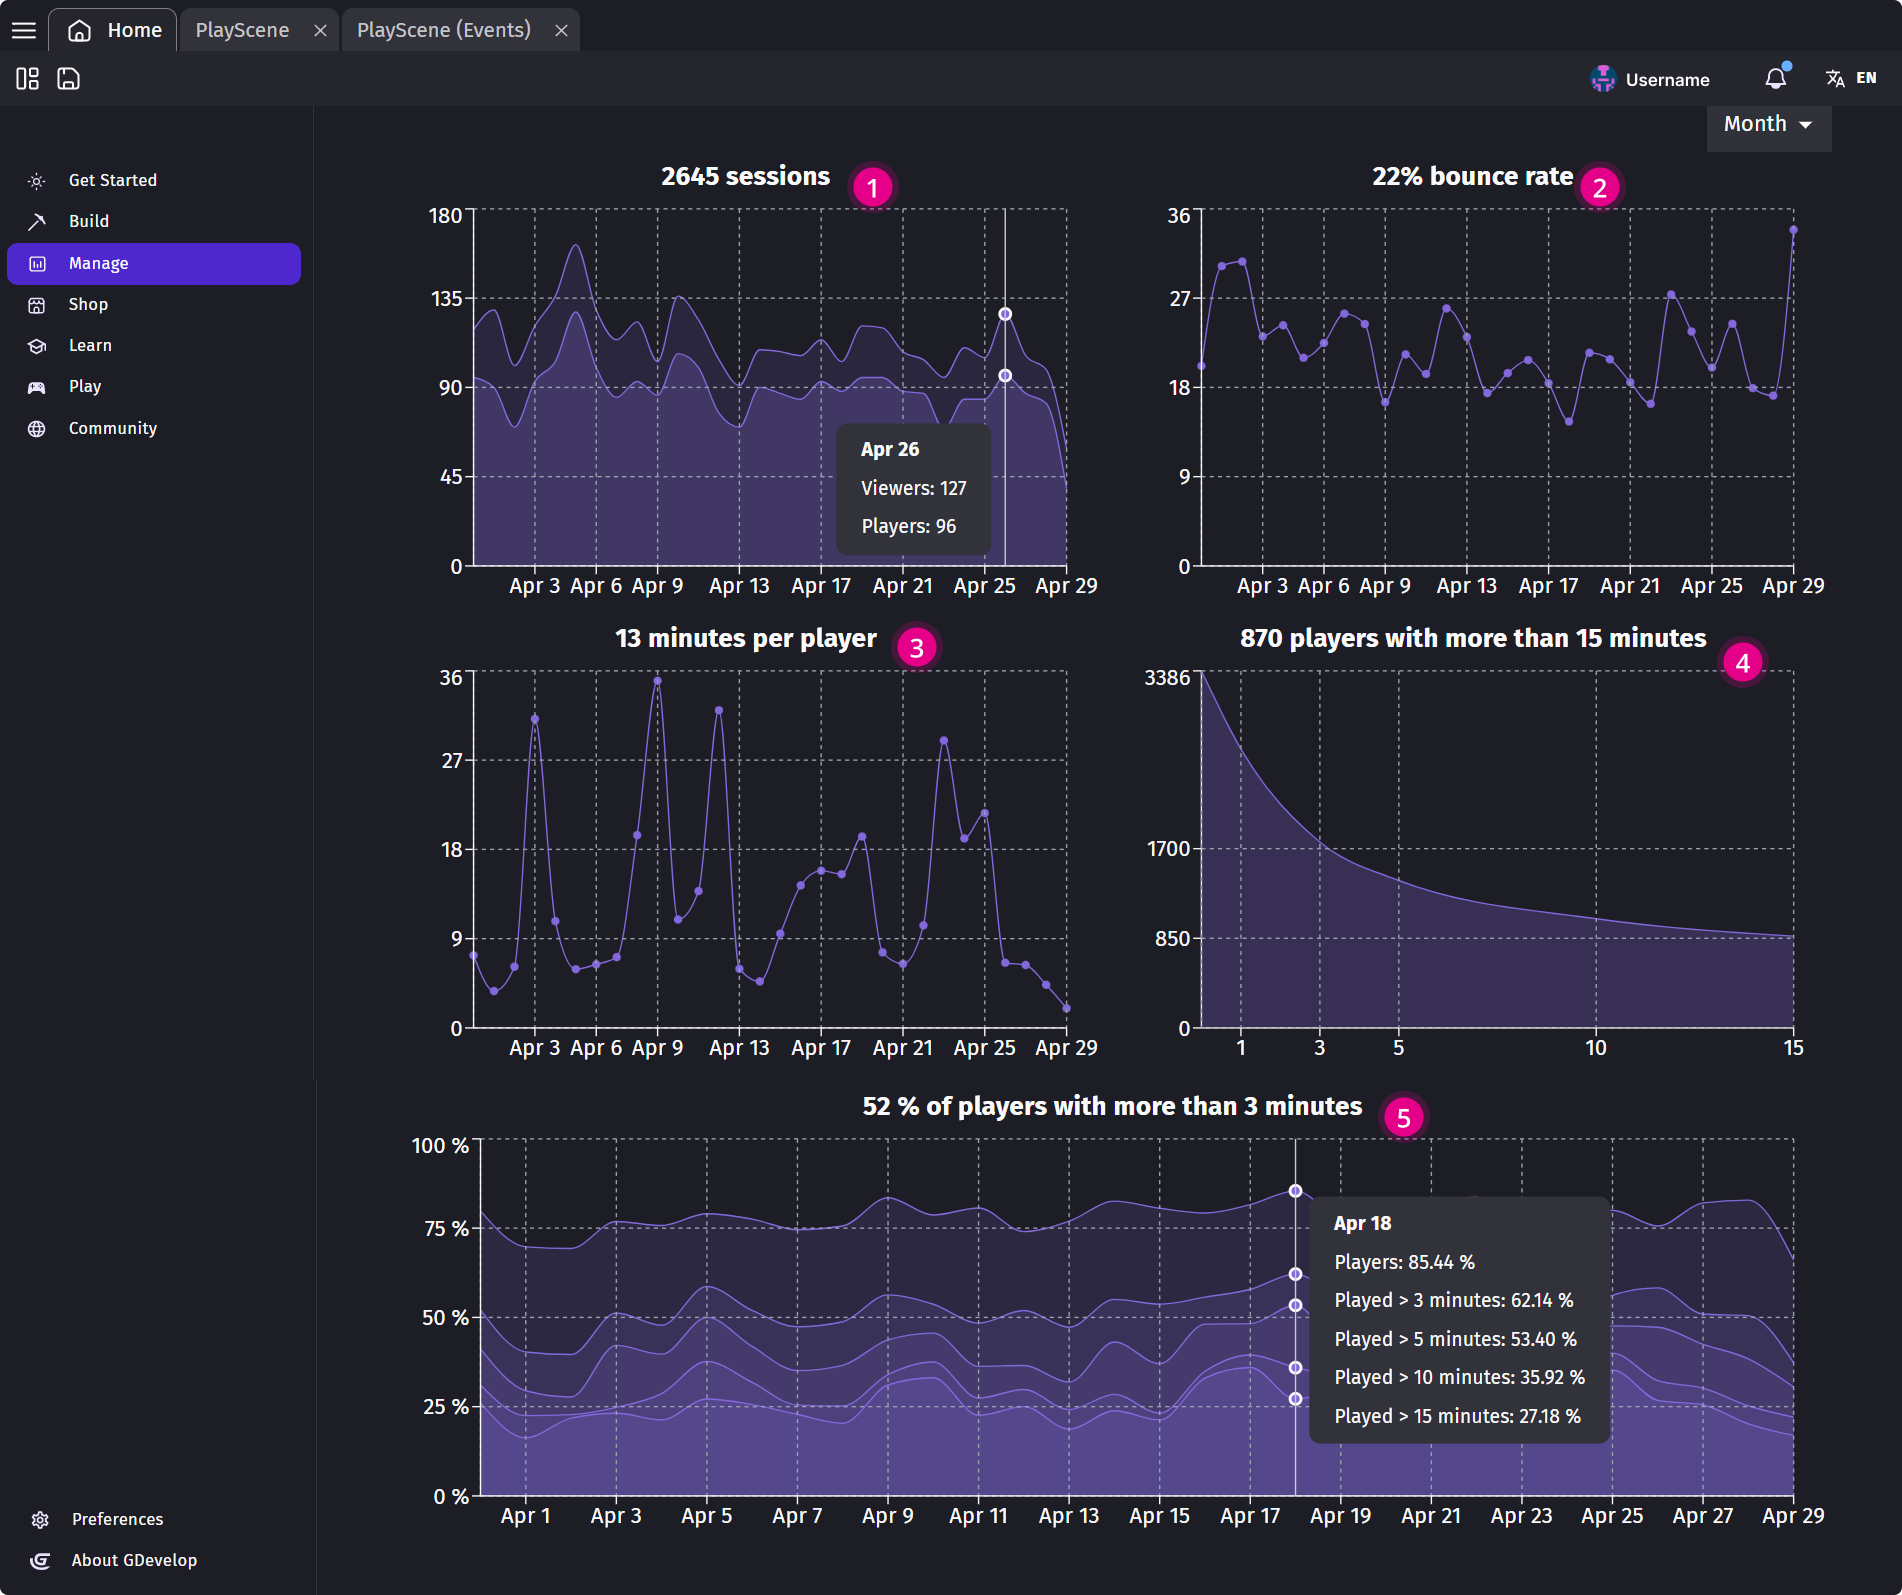 Home
PlayScene
PlayScene (Events)
Username
EN
Month
Get Started
Build
Manage
Shop
Learn
Play
Community
Preferences
About GDevelop
2645 sessions
1
180
135
90
45
0
Apr 26
Viewers: 127
Players: 96
Apr 3 Apr 6 Apr 9 Apr 13 Apr 17 Apr 21 Apr 25 Apr 29
22% bounce rate
2
36
27
18
9
0
Apr 3 Apr 6 Apr 9 Apr 13 Apr 17 Apr 21 Apr 25 Apr 29
13 minutes per player
3
36
27
18
9
0
Apr 3 Apr 6 Apr 9 Apr 13 Apr 17 Apr 21 Apr 25 Apr 29
870 players with more than 15 minutes
4
3386
1700
850
0
1 3 5 10 15
52 % of players with more than 3 minutes
5
100 %
75 %
50 %
25 %
0 %
Apr 18
Players: 85.44 %
Played > 3 minutes: 62.14 %
Played > 5 minutes: 53.40 %
Played > 10 minutes: 35.92 %
Played > 15 minutes: 27.18 %
Apr 1 Apr 3 Apr 5 Apr 7 Apr 9 Apr 11 Apr 13 Apr 15 Apr 17 Apr 19 Apr 21 Apr 23 Apr 25 Apr 27 Apr 29